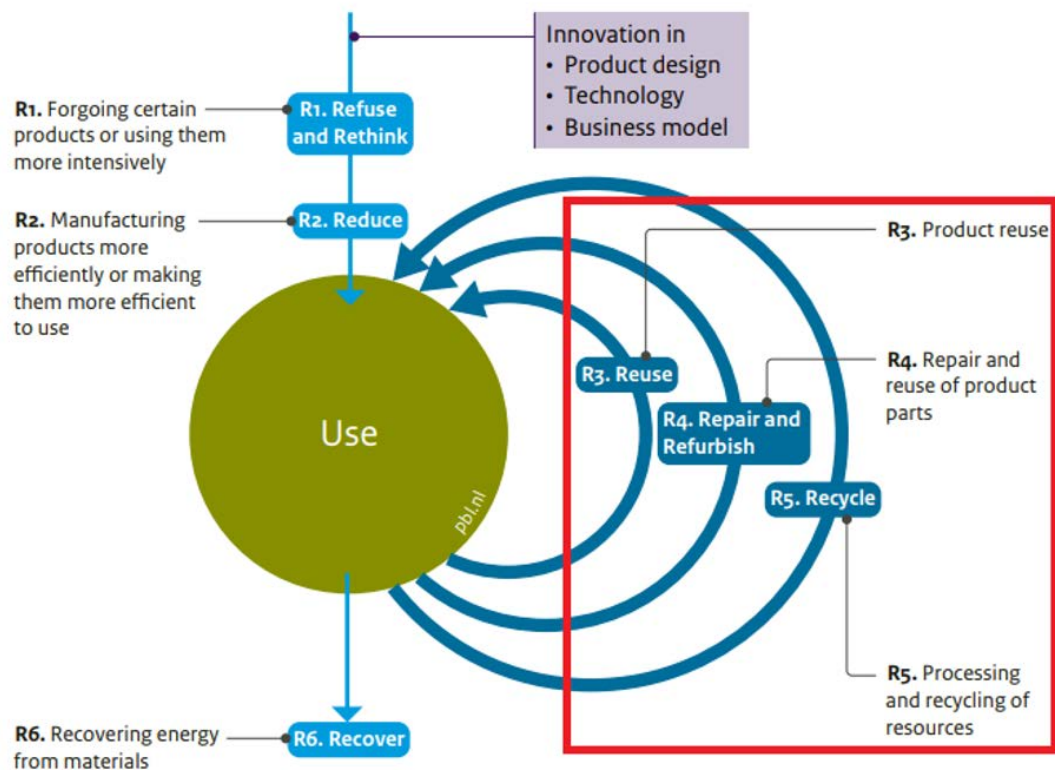 Innovation in
• Product design
• Technology
• Business model
R1. Forgoing certain
products or using them
more intensively
R1. Refuse
and Rethink
R2. Manufacturing
products more
efficiently or making
them more efficient
to use
R2. Reduce
R3. Product reuse
R3. Reuse
R4. Repair and
reuse of product
parts
R4. Repair and
Refurbish
Use
pbl.nl
R5. Recycle
R5. Processing
and recycling of
resources
R6. Recovering energy
from materials
R6. Recover